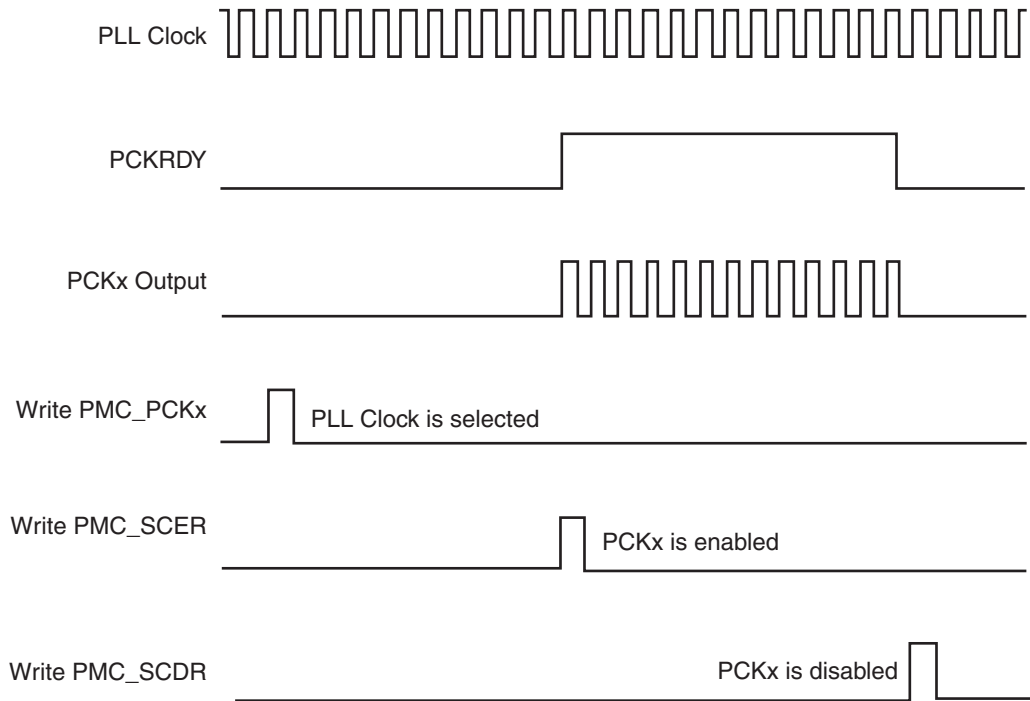 PLL Clock
PCKRDY
PCKx Output
Write PMC_PCKx
PLL Clock is selected
Write PMC_SCER
PCKx is enabled
Write PMC_SCDR
PCKx is disabled